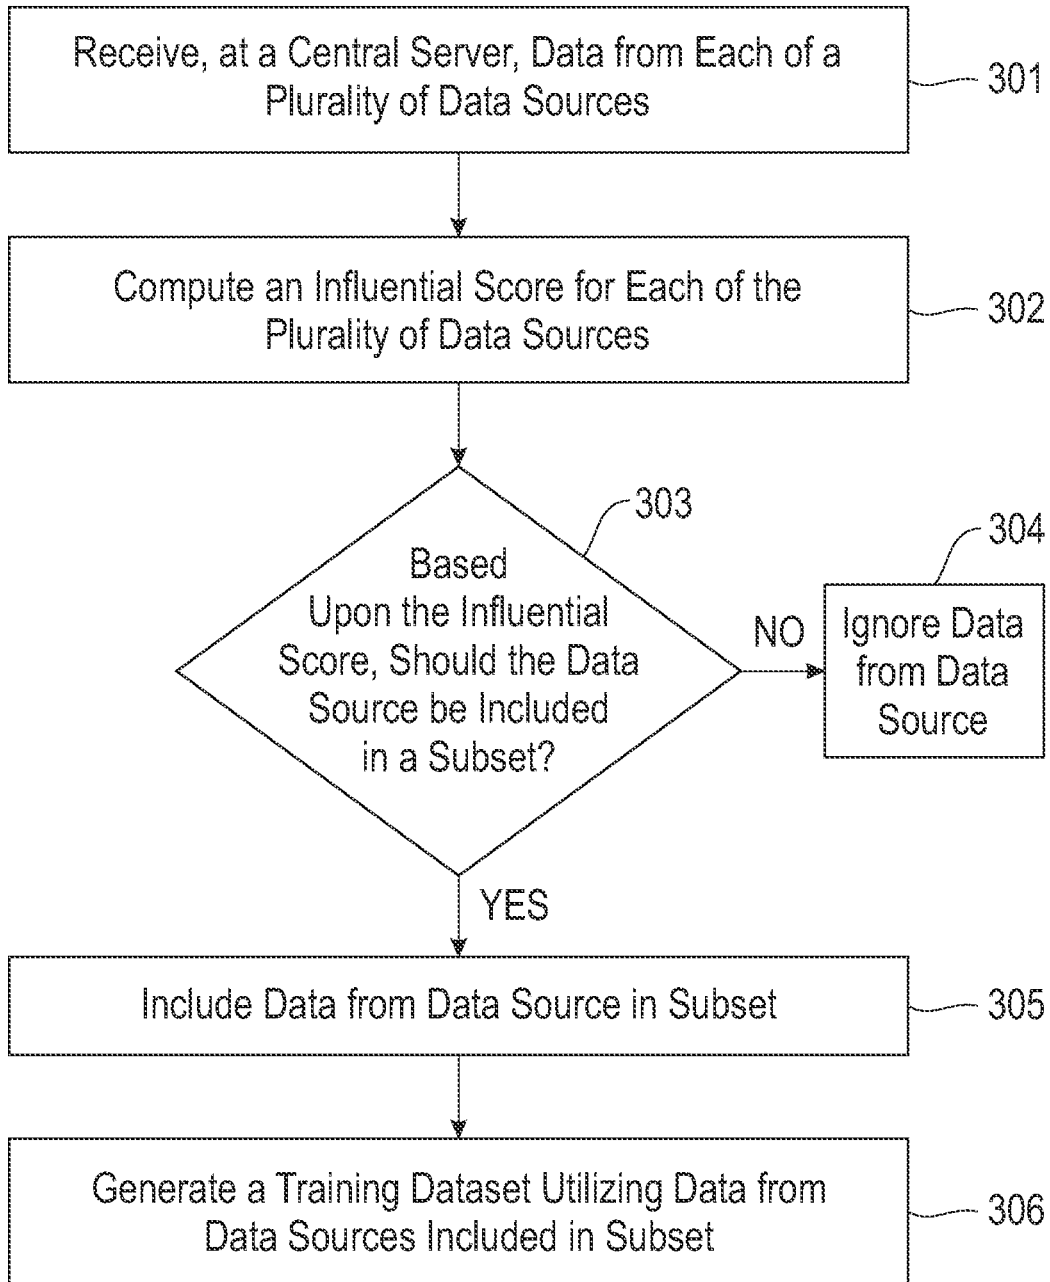 Receive, at a Central Server, Data from Each of a
Plurality of Data Sources
301
Compute an Influential Score for Each of the
Plurality of Data Sources
302
303
Based
Upon the Influential
Score, Should the Data
Source be Included
in a Subset?
NO
304
Ignore Data
from Data
Source
YES
Include Data from Data Source in Subset
305
Generate a Training Dataset Utilizing Data from
Data Sources Included in Subset
306